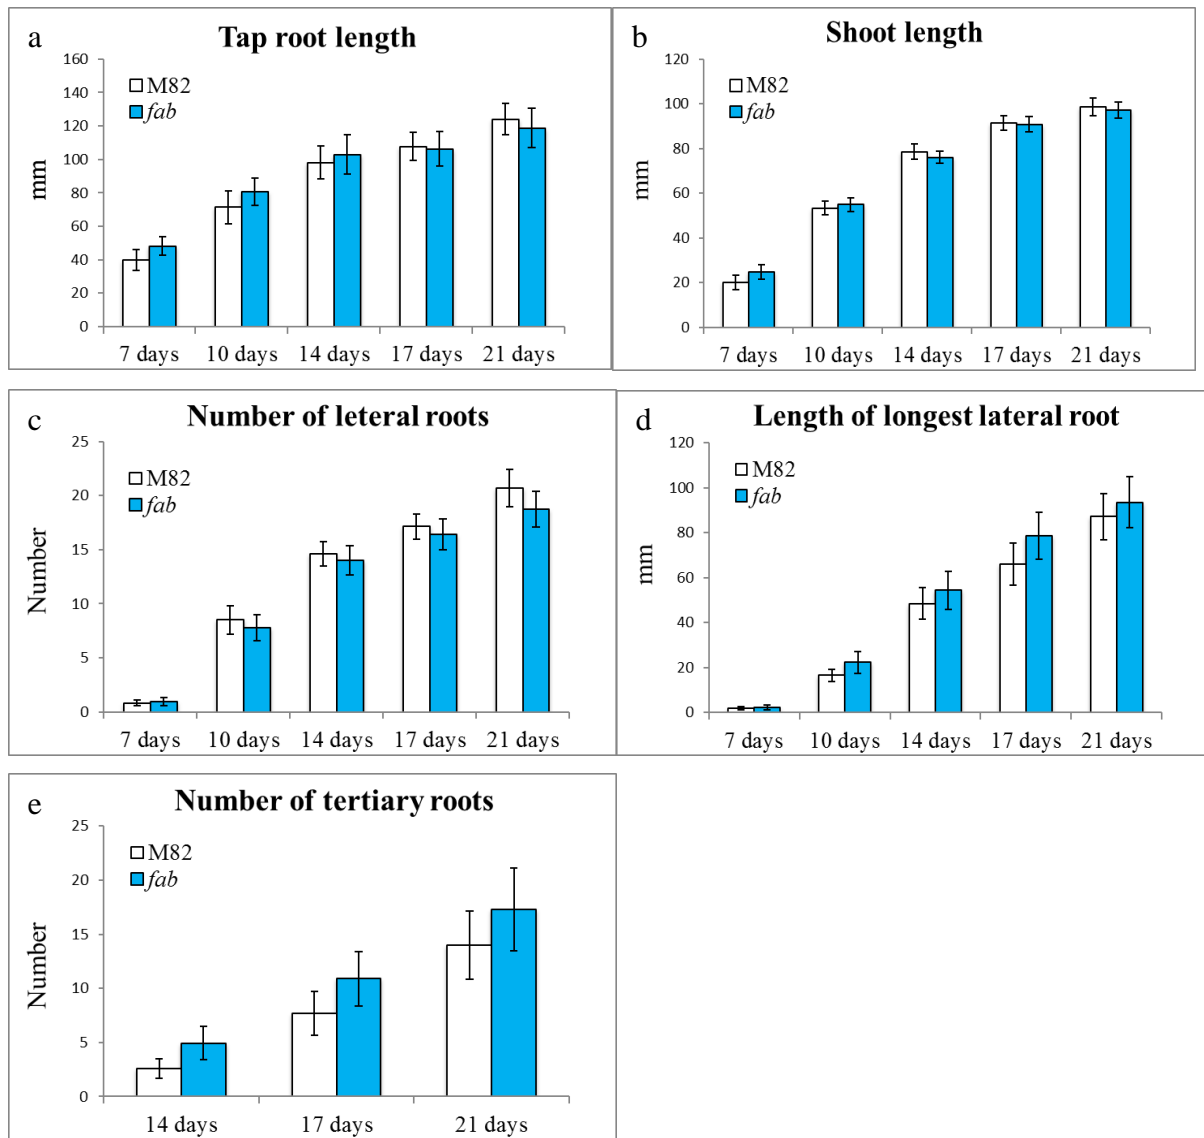 a
Tap root length
160
140
120
100
80
60
40
20
0
mm
M82
fab
7 days 10 days 14 days 17 days 21 days
b
Shoot length
120
100
80
60
40
20
0
mm
M82
fab
7 days 10 days 14 days 17 days 21 days
c
Number of leteral roots
25
20
15
10
5
0
Number
M82
fab
7 days 10 days 14 days 17 days 21 days
d
Length of longest lateral root
120
100
80
60
40
20
0
mm
M82
fab
7 days 10 days 14 days 17 days 21 days
e
Number of tertiary roots
25
20
15
10
5
0
Number
M82
fab
14 days 17 days 21 days